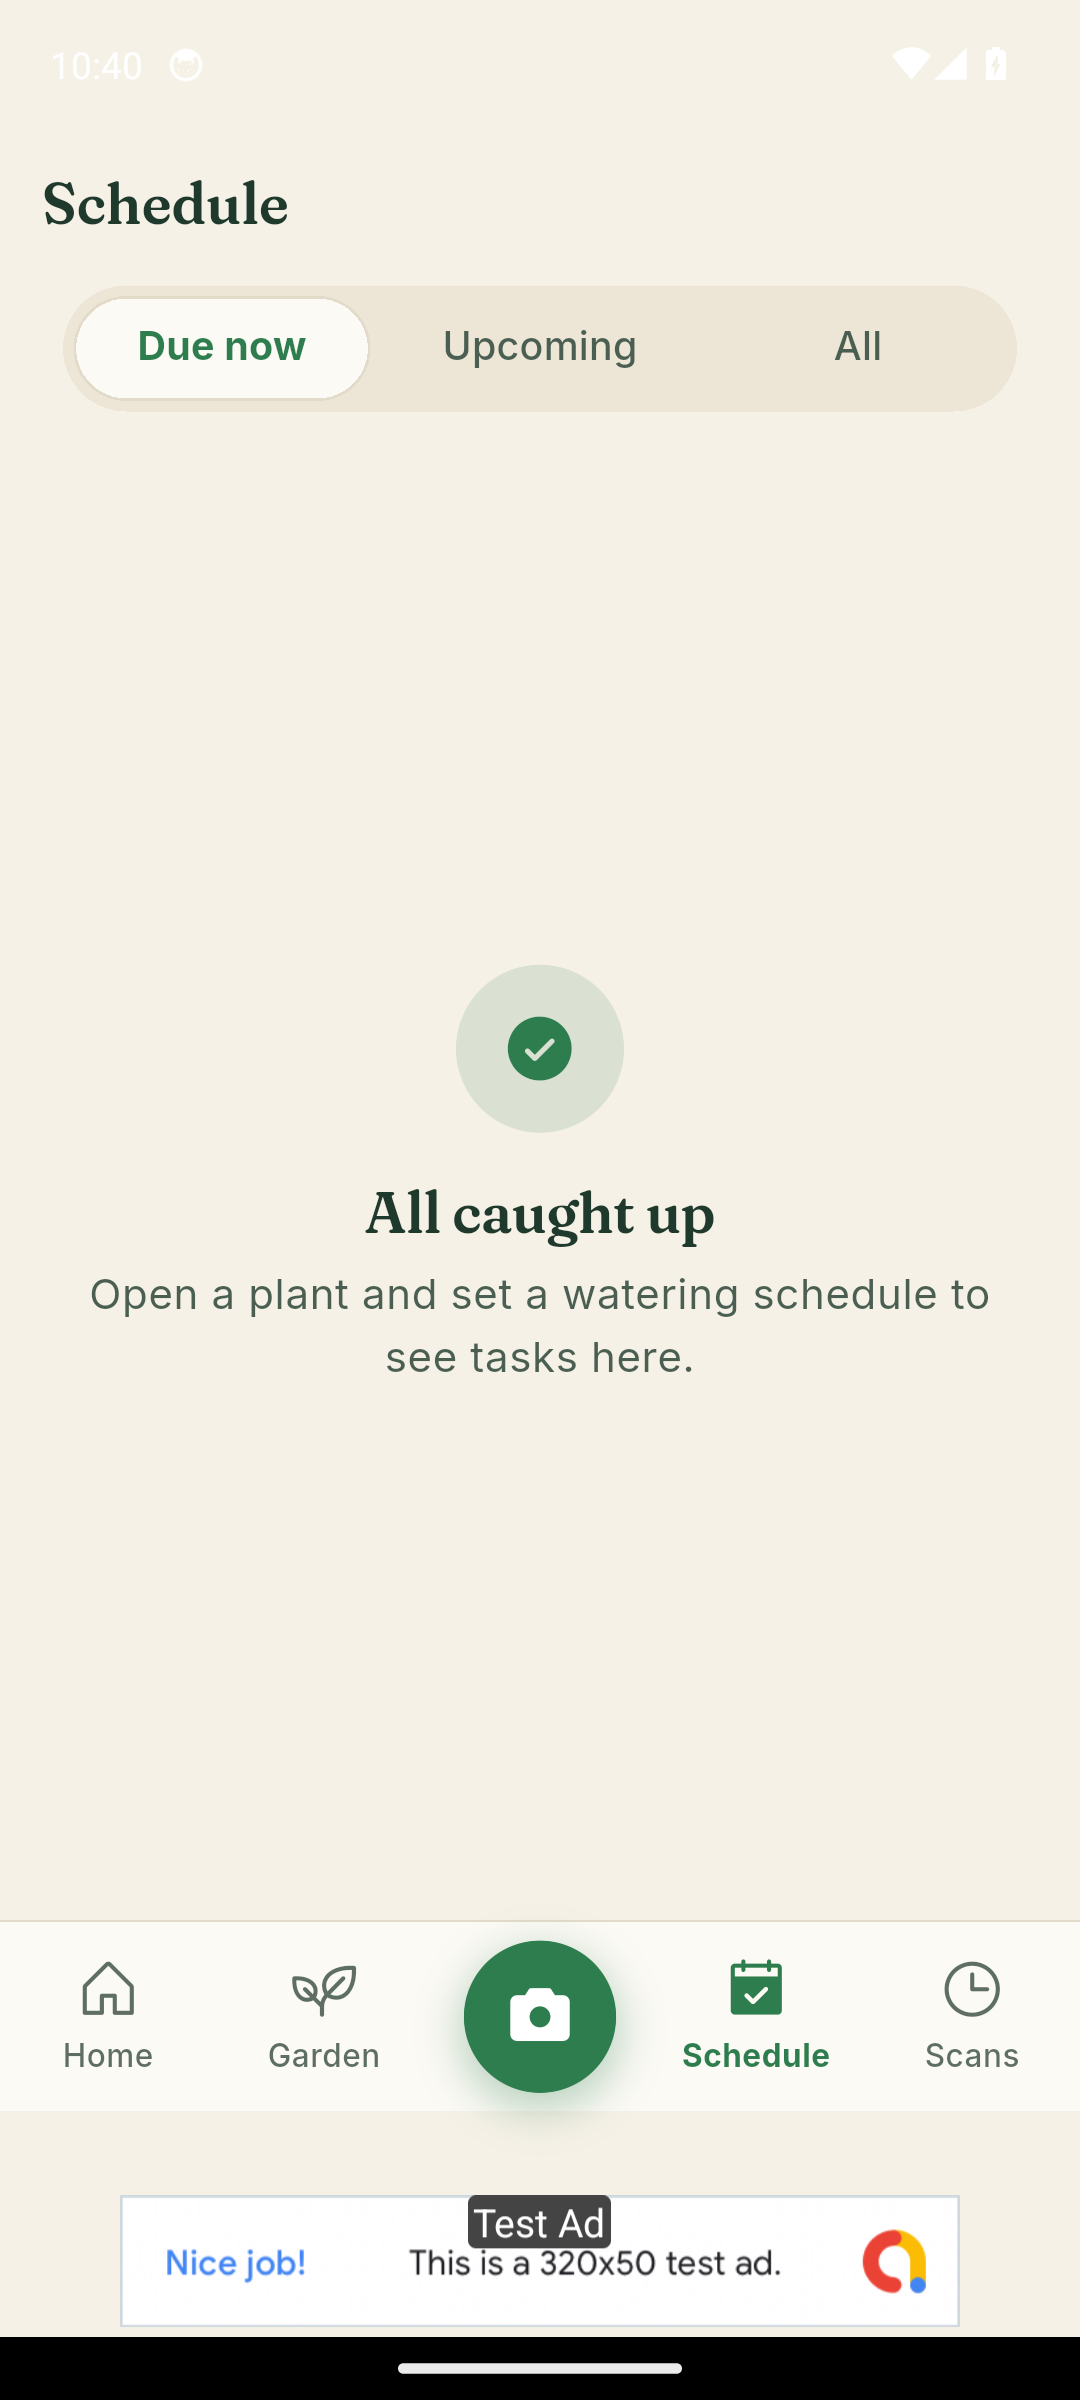 10:40
Schedule
Due now
Upcoming
All
All caught up
Open a plant and set a watering schedule to
see tasks here.
Home
Garden
Schedule
Scans
Test Ad
Nice job!
This is a 320x50 test ad.